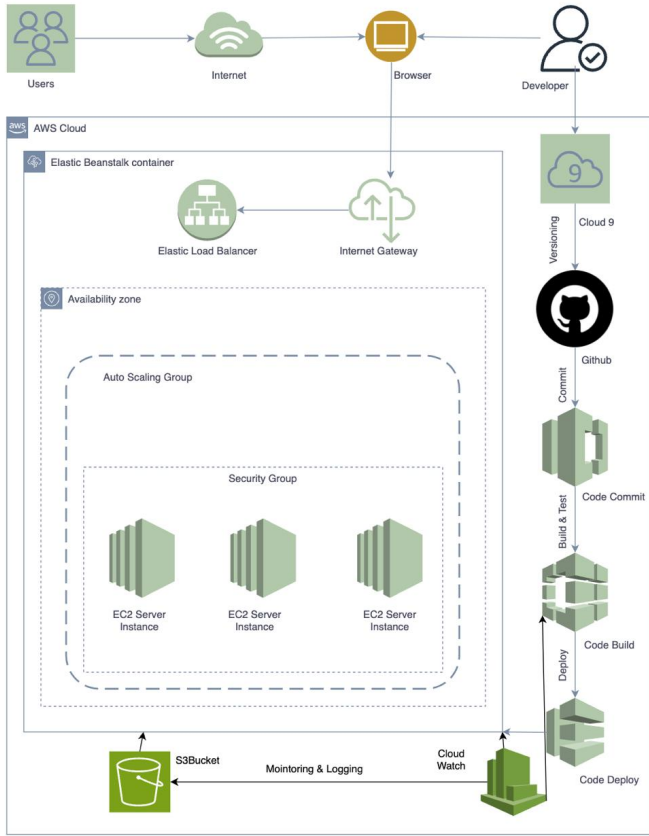 Users
Internet
Browser
Developer
aws
AWS Cloud
Elastic Beanstalk container
9
Cloud 9
Elastic Load Balancer
Internet Gateway
Versioning
Availability zone
Github
Auto Scaling Group
Commit
Security Group
Code Commit
Build & Test
EC2 Server
Instance
EC2 Server
Instance
EC2 Server
Instance
Code Build
Deploy
S3Bucket
Mointoring & Logging
Cloud
Watch
Code Deploy